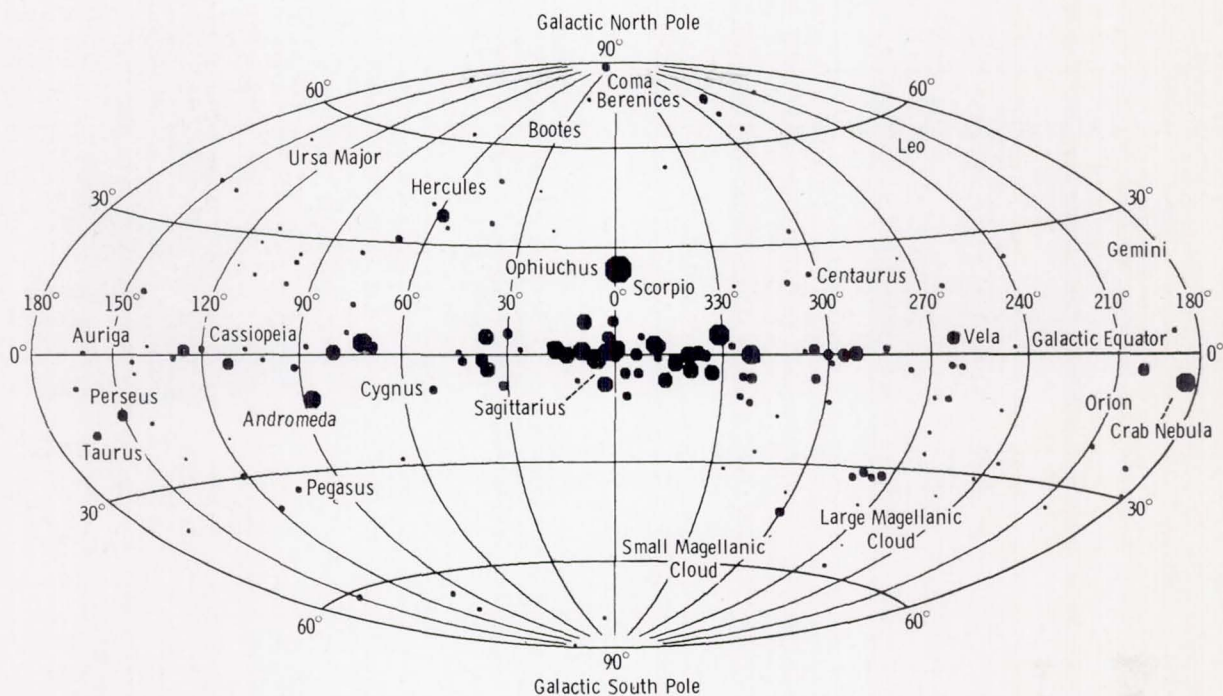 Galactic North Pole
90°
60°
Coma
Berenices
60°
Bootes
Ursa Major
Leo
Hercules
30°
30°
Gemini
Ophiuchus
Scorpio
Centaurus
180°
150°
120°
90°
60°
30°
0°
330°
300°
270°
240°
210°
180°
Auriga
Cassiopeia
Vela
Galactic Equator
0°
0°
Perseus
Andromeda
Cygnus
Sagittarius
Orion
Crab Nebula
Taurus
Pegasus
30°
30°
Large Magellanic
Cloud
Small Magellanic
Cloud
60°
60°
90°
Galactic South Pole